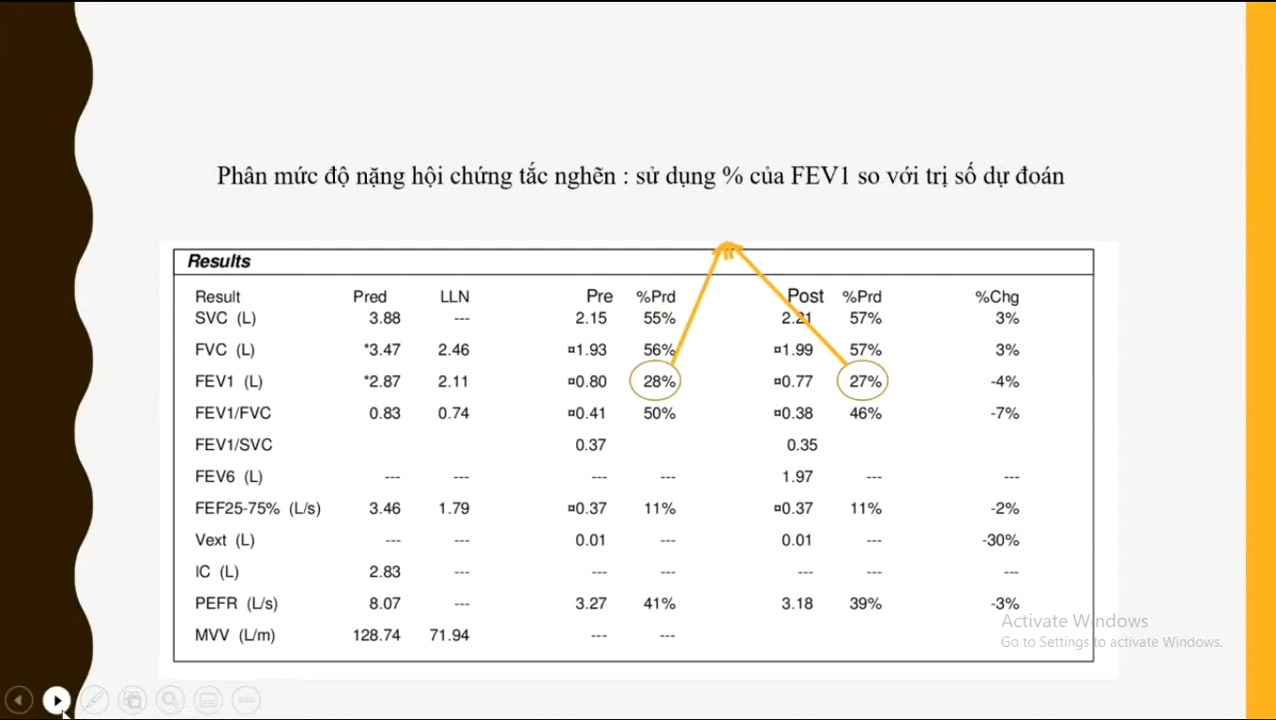 Phân mức độ nặng hội chứng tắc nghẽn : sử dụng % của FEV1 so với trị số dự đoán
Results
Result Pred LLN Pre %Prd Post %Prd %Chg
SVC (L) 3.88 --- 2.15 55% 2.21 57% 3%
FVC (L) *3.47 2.46 ¤1.93 56% ¤1.99 57% 3%
FEV1 (L) *2.87 2.11 ¤0.80 28% ¤0.77 27% -4%
FEV1/FVC 0.83 0.74 ¤0.41 50% ¤0.38 46% -7%
FEV1/SVC 0.37 0.35
FEV6 (L) --- --- --- --- 1.97 --- ---
FEF25-75% (L/s) 3.46 1.79 ¤0.37 11% ¤0.37 11% -2%
Vext (L) --- --- 0.01 --- 0.01 --- -30%
IC (L) 2.83 --- --- --- --- --- ---
PEFR (L/s) 8.07 --- 3.27 41% 3.18 39% -3%
MVV (L/m) 128.74 71.94 --- ---
Activate Windows
Go to Settings to activate Windows.